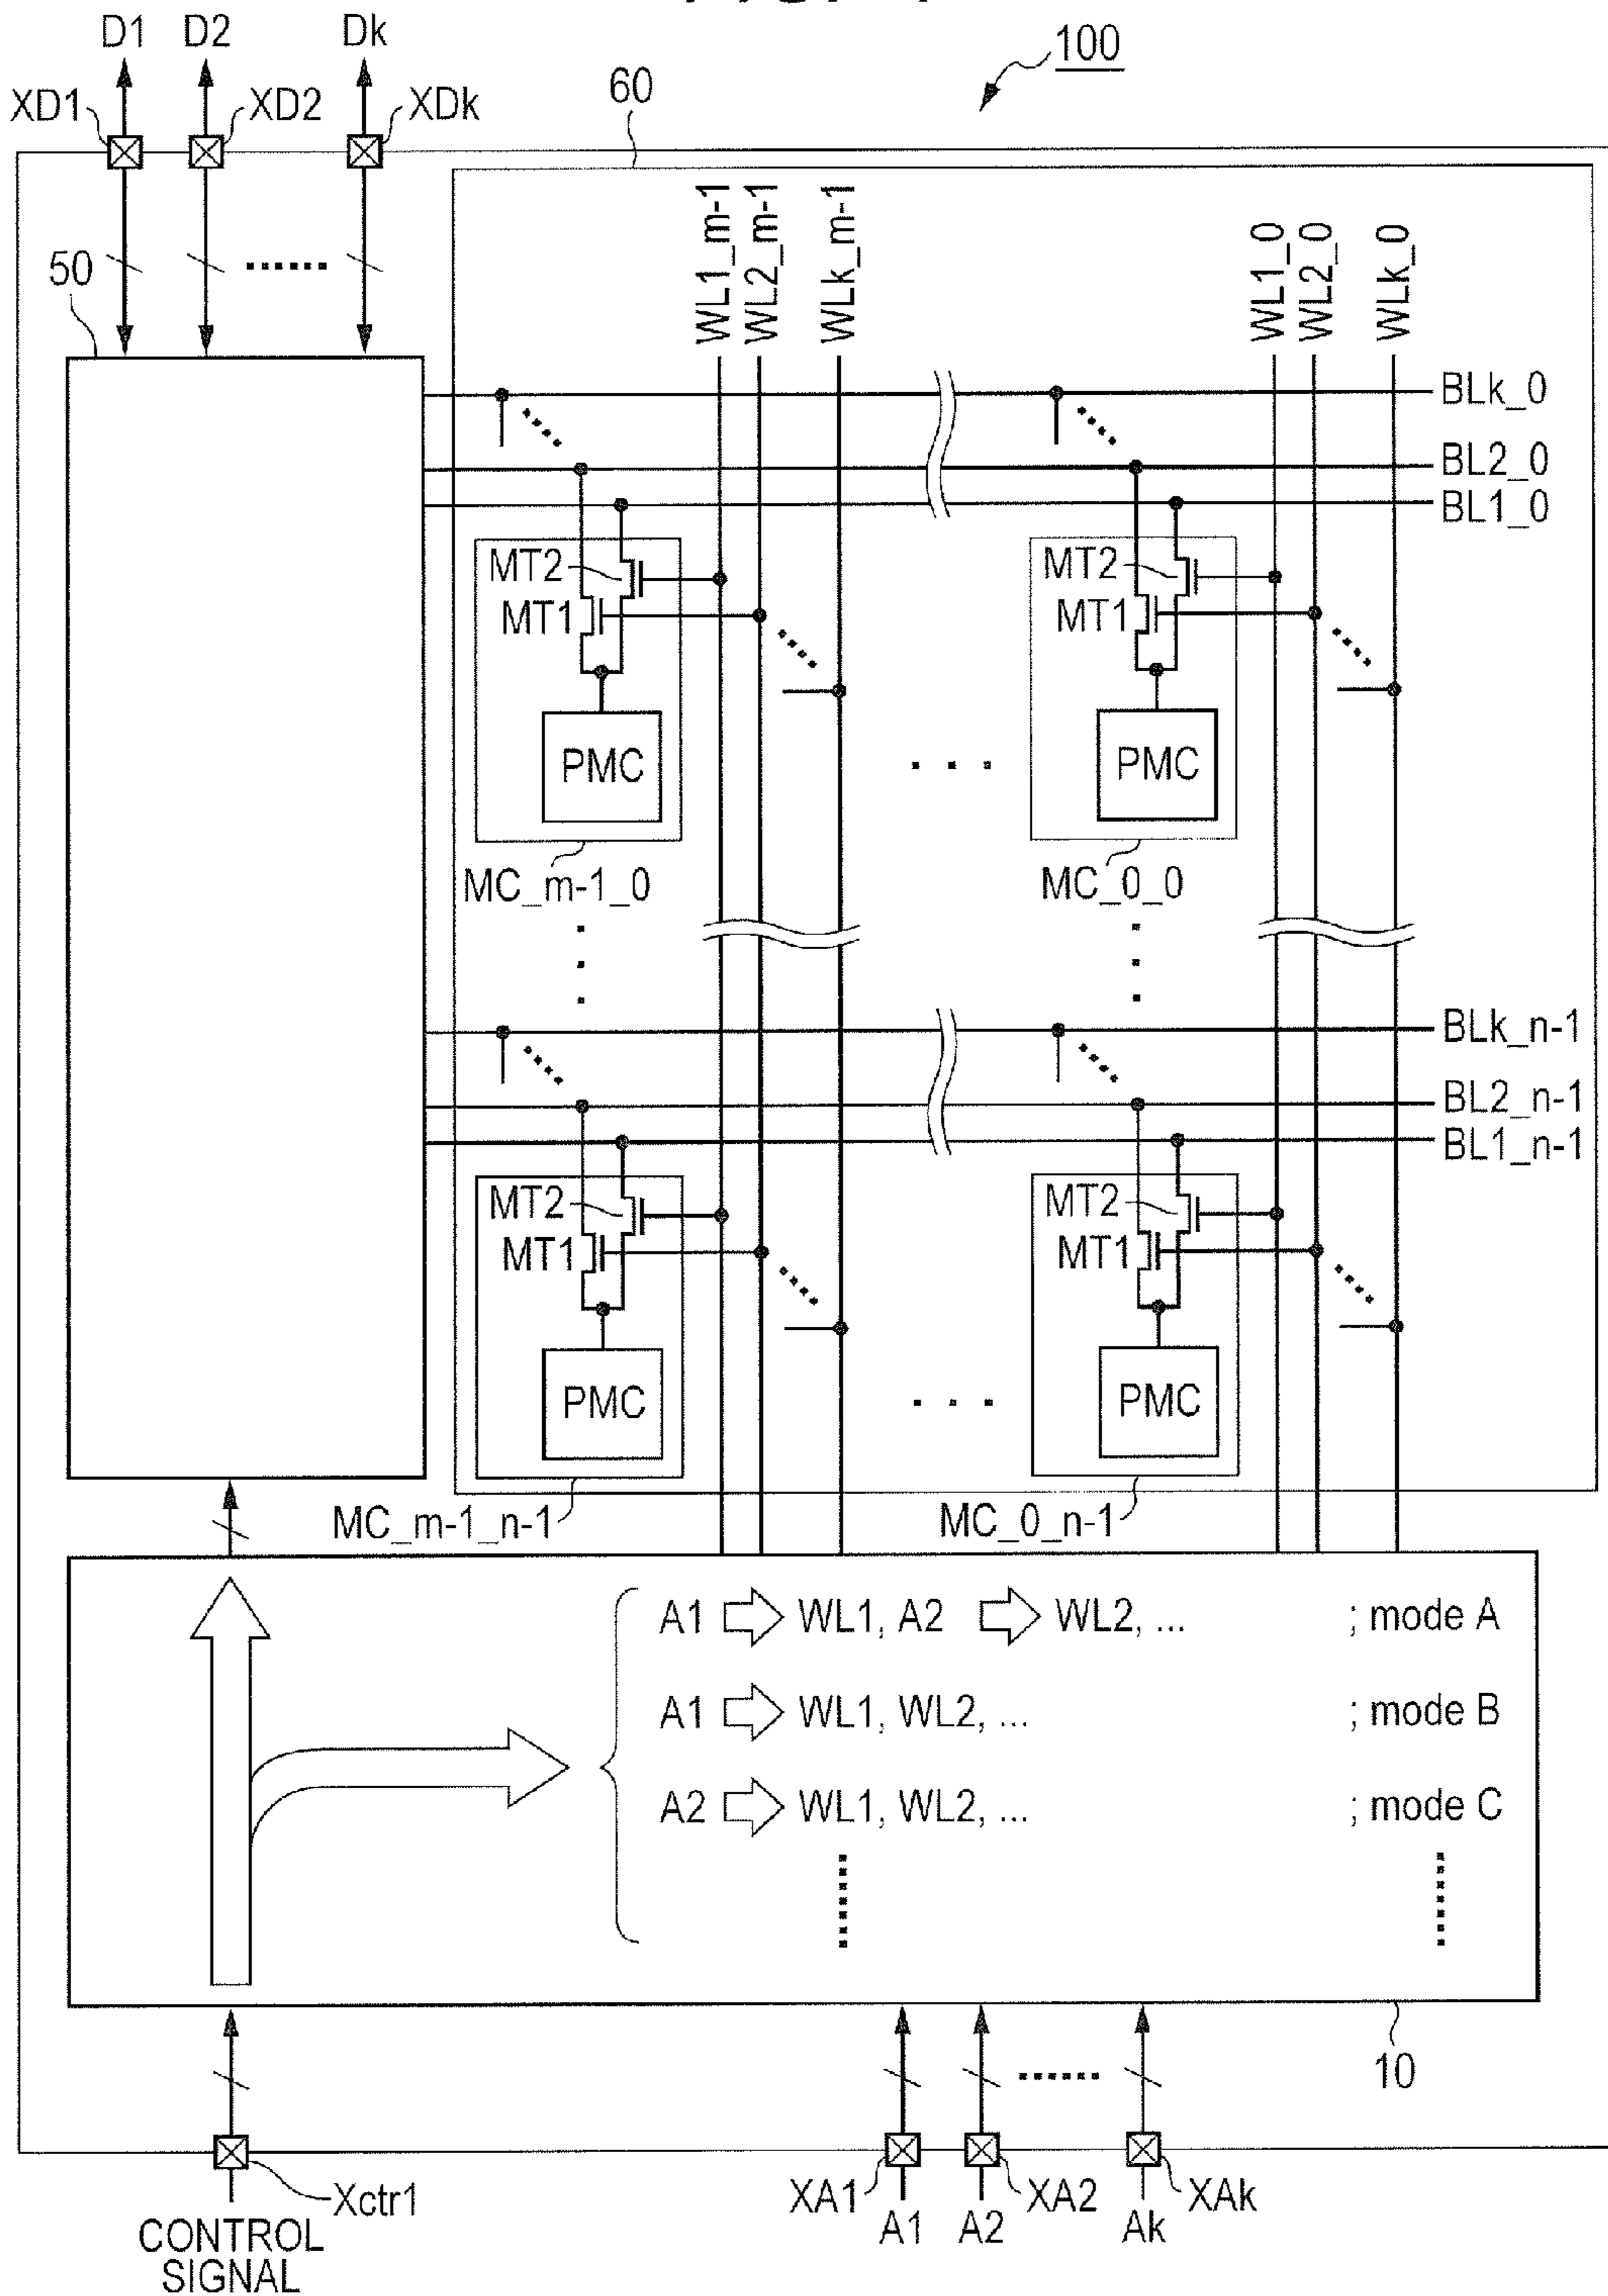 100
D1 D2 Dk
60
XD1 XD2 XDk
WL1_m-1
WL2_m-1
WLk_m-1
WL1_0
WL2_0
WLk_0
50
BLk_0
BL2_0
BL1_0
MT2
MT1
PMC
MC_m-1_0
MT2
MT1
PMC
MC_0_0
BLk_n-1
BL2_n-1
BL1_n-1
MT2
MT1
PMC
MC_m-1_n-1
MT2
MT1
PMC
MC_0_n-1
A1 WL1, A2 WL2, ... ; mode A
A1 WL1, WL2, ... ; mode B
A2 WL1, WL2, ... ; mode C
10
Xctr1
CONTROL
SIGNAL
XA1 XA2 XAk
A1 A2 Ak